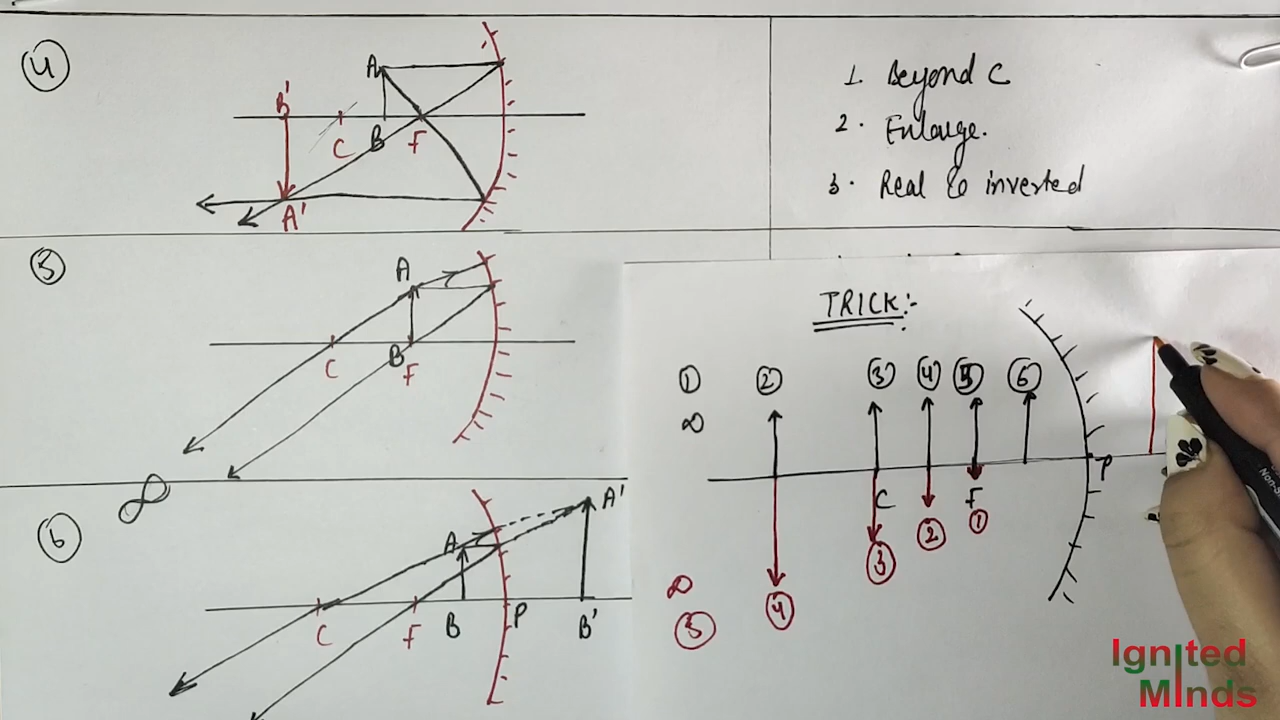 4
A
B'
C
B
F
A'
1. Beyond C
2. Enlarge.
3. Real & inverted
5
A
C
B
F
∞
6
A
A'
C
F
B
P
B'
TRICK:-
1 2 3 4 5 6
∞
P
C
F
1
2
3
∞
4
5
Ignited
Minds